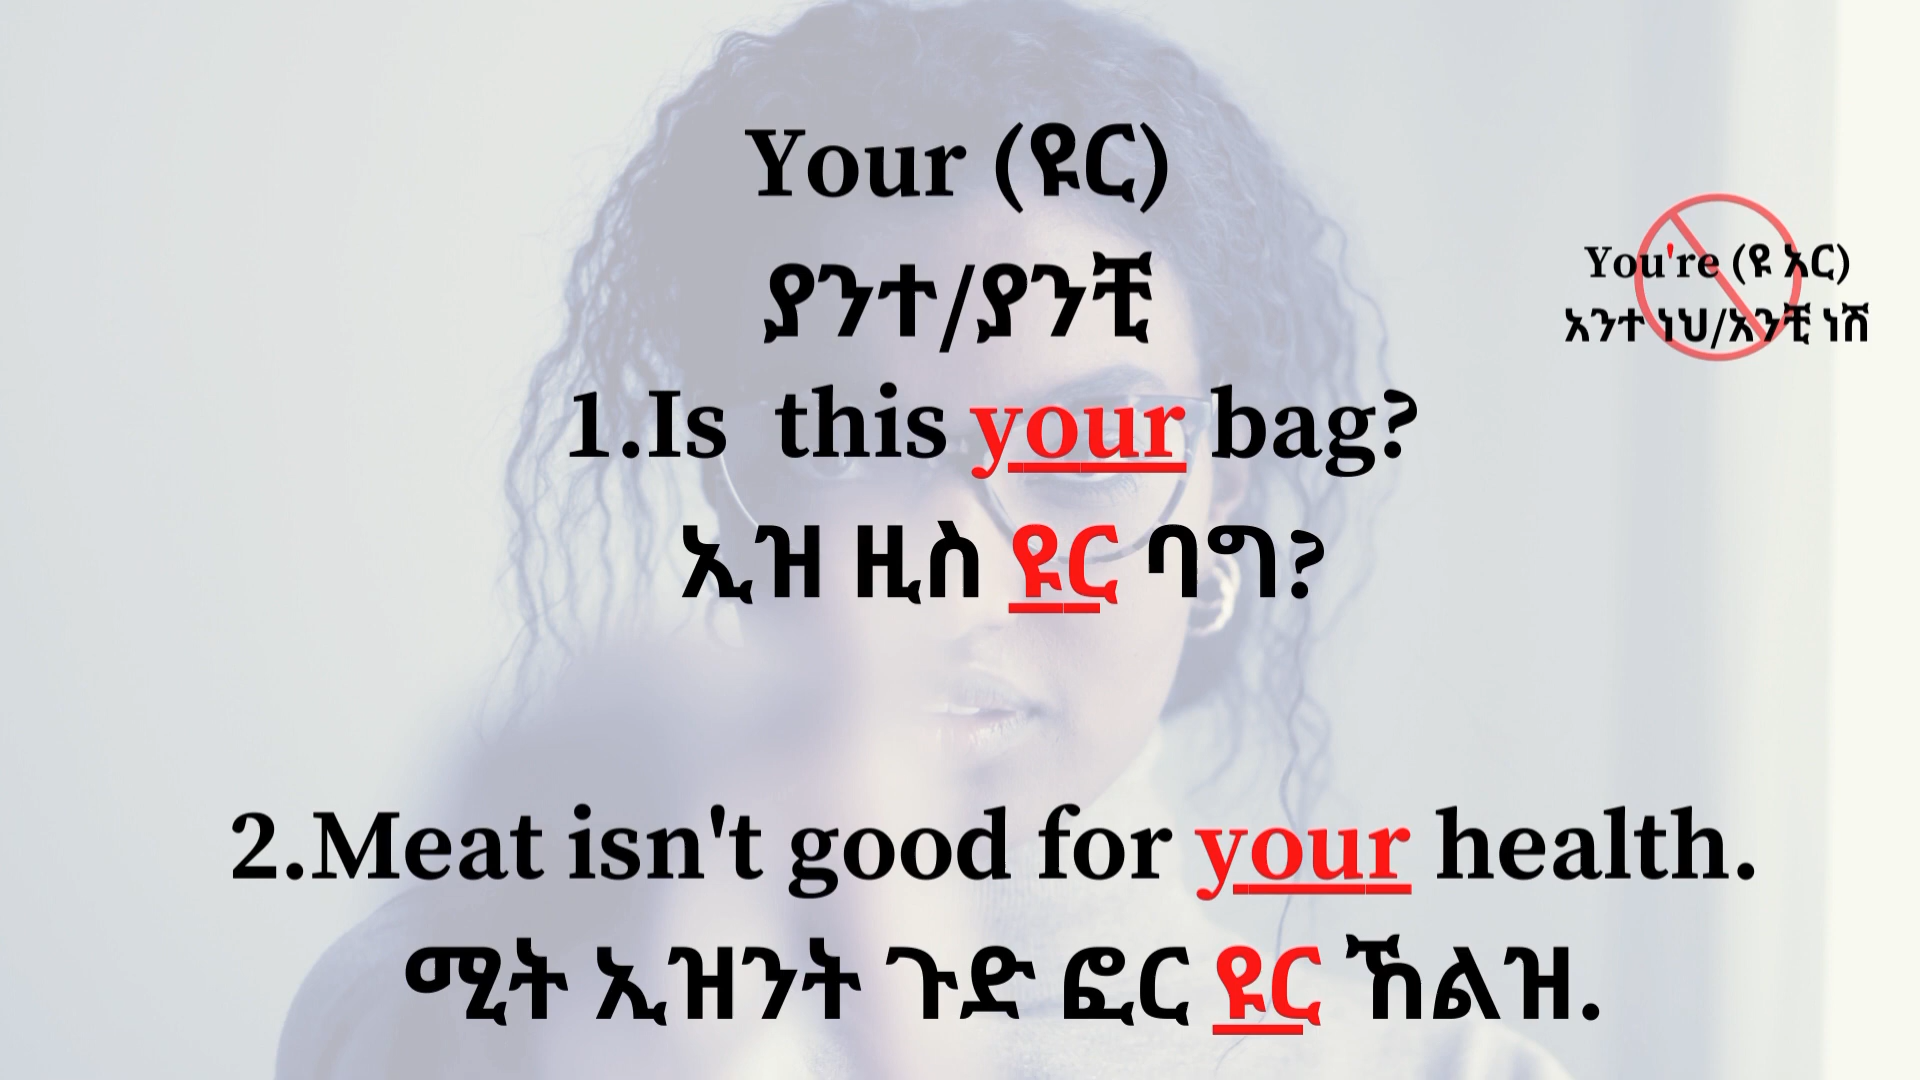 Your (ዩር)
ያንተ/ያንቺ
You're (ዩ አር)
አንተ ነህ/አንቺ ነሽ
1.Is this your bag?
ኢዝ ዚስ ዩር ባግ?
2.Meat isn't good for your health.
ሚት ኢዝንት ጉድ ፎር ዩር ኸልዝ.